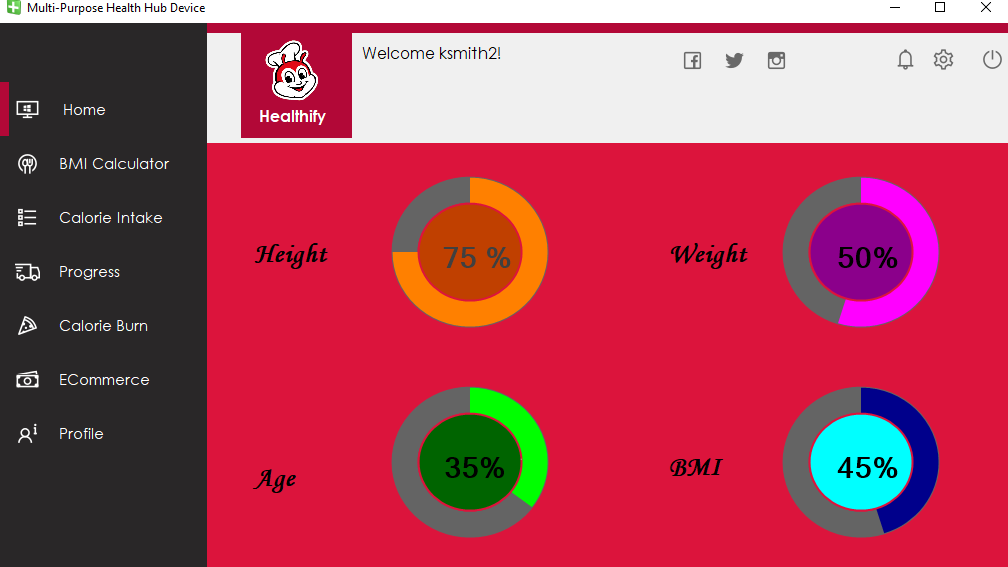 Multi-Purpose Health Hub Device
Welcome ksmith2!
Healthify
Home
BMI Calculator
Calorie Intake
Progress
Calorie Burn
ECommerce
Profile
Height
75 %
Weight
50%
Age
35%
BMI
45%